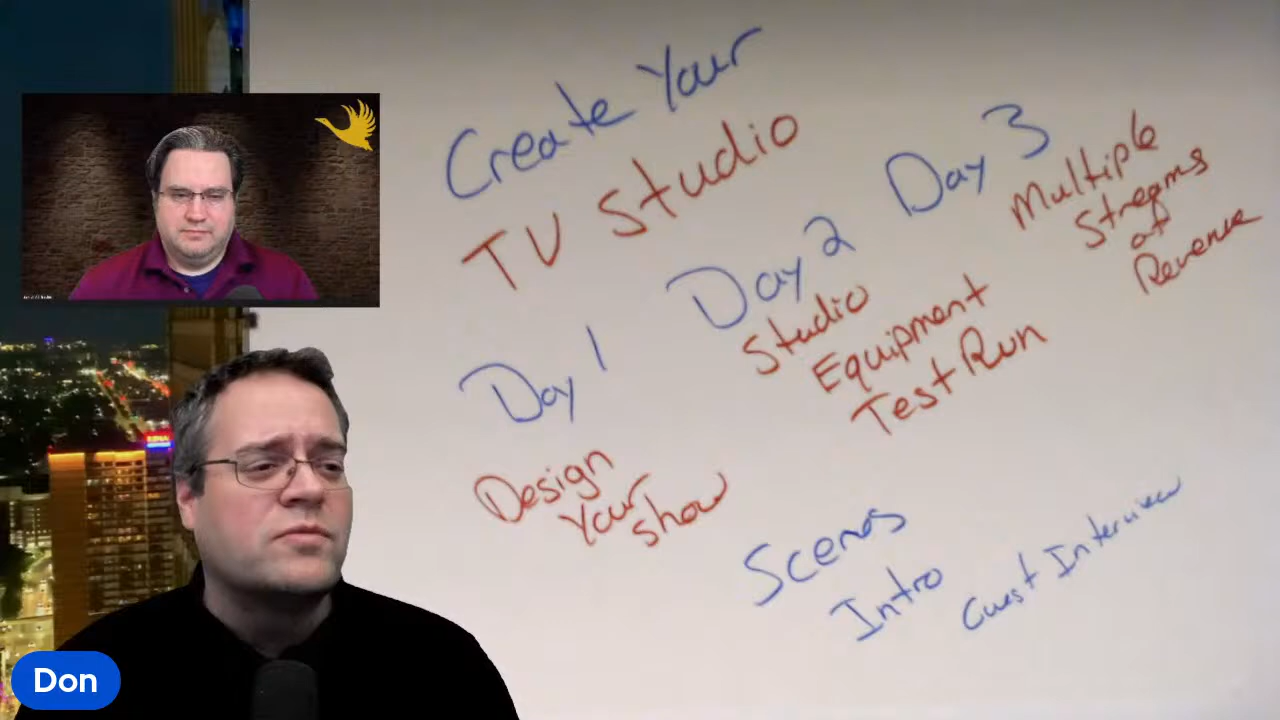 Create Your
TV Studio
Day 1
Design
Your
show
Day 2
Studio
Equipment
Test Run
Day 3
Multiple
Streams
of
Revenue
Scenes
Intro
Guest Interview
Don